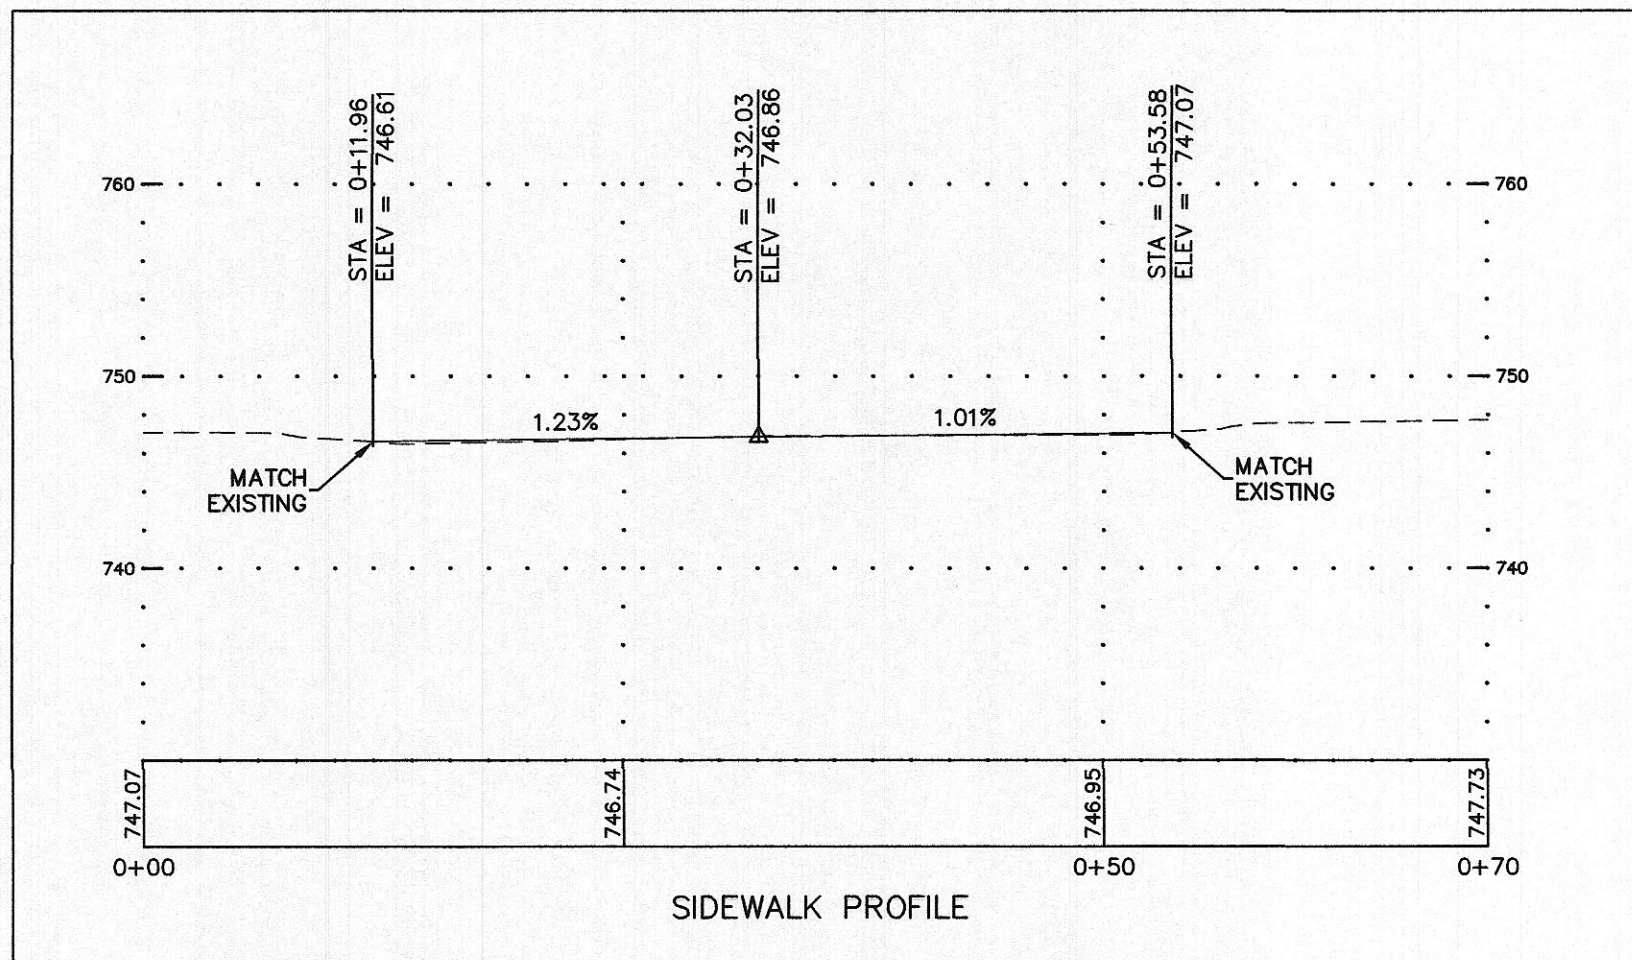 STA = 0+11.96
ELEV = 746.61
STA = 0+32.03
ELEV = 746.86
STA = 0+53.58
ELEV = 747.07
760
760
750
750
1.23%
1.01%
MATCH
EXISTING
MATCH
EXISTING
740
740
747.07
746.74
746.95
747.73
0+00
0+50
0+70
SIDEWALK PROFILE